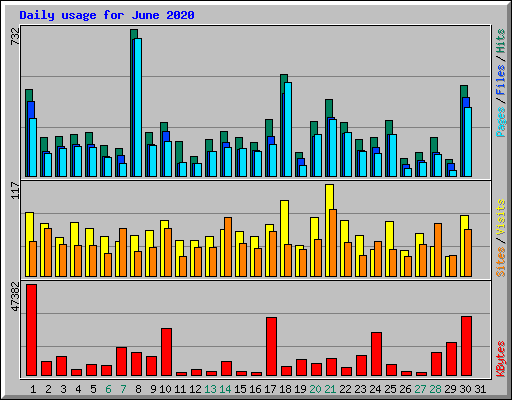 Daily usage for June 2020
732
Pages / Files / Hits
117
Sites / Visits
47382
KBytes
1 2 3 4 5 6 7 8 9 10 11 12 13 14 15 16 17 18 19 20 21 22 23 24 25 26 27 28 29 30 31